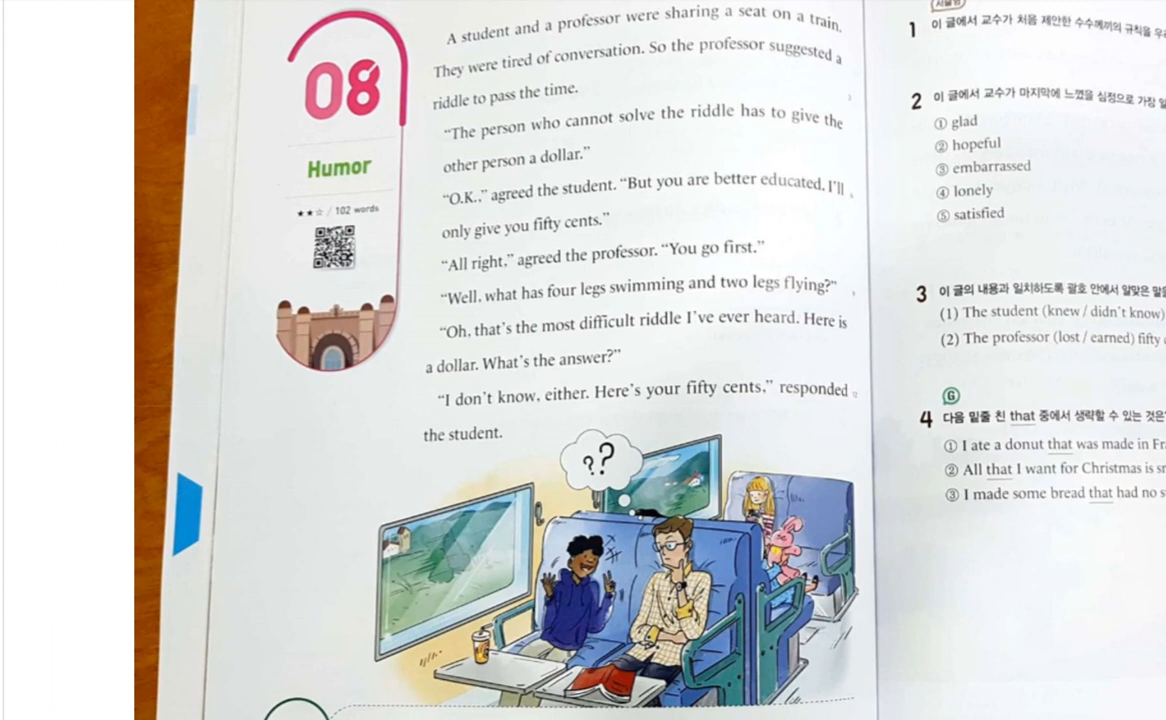 08
Humor
★★☆ / 102 words
A student and a professor were sharing a seat on a train.
They were tired of conversation. So the professor suggested a
riddle to pass the time.
“The person who cannot solve the riddle has to give the
other person a dollar.”
“O.K.,” agreed the student. “But you are better educated. I’ll
only give you fifty cents.”
“All right,” agreed the professor. “You go first.”
“Well, what has four legs swimming and two legs flying?”
“Oh, that’s the most difficult riddle I’ve ever heard. Here is
a dollar. What’s the answer?”
“I don’t know, either. Here’s your fifty cents,” responded
the student.
??
서술형
1 이 글에서 교수가 처음 제안한 수수께끼의 규칙을
2 이 글에서 교수가 마지막에 느꼈을 심정으로 가장
① glad
② hopeful
③ embarrassed
④ lonely
⑤ satisfied
3 이 글의 내용과 일치하도록 괄호 안에서 알맞은
(1) The student (knew / didn’t know)
(2) The professor (lost / earned) fifty
G
4 다음 밑줄 친 that 중에서 생략할 수 있는 것은
① I ate a donut that was made in
② All that I want for Christmas is
③ I made some bread that had no